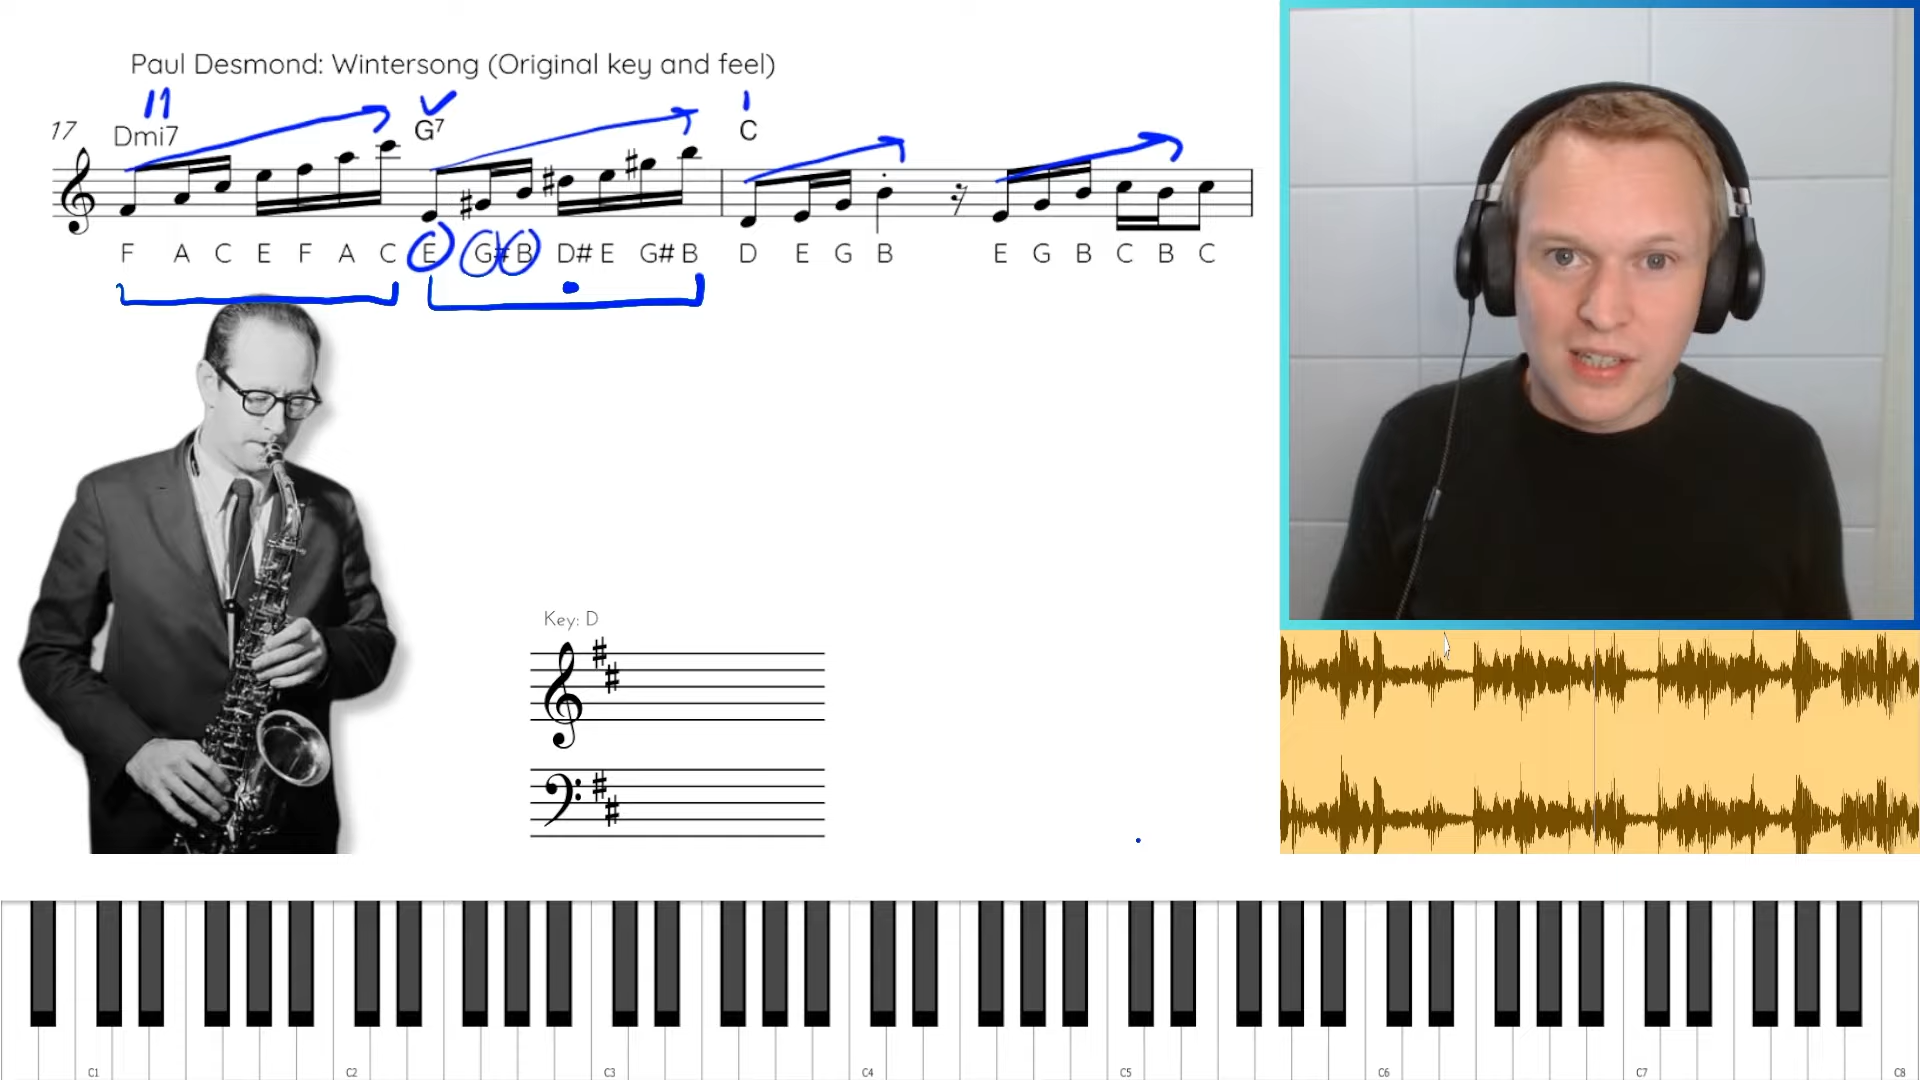 Paul Desmond: Wintersong (Original key and feel)
11 V I
17 Dmi7 G7 C
F A C E F A C E G# B D# E G# B D E G B E G B C B C
Key: D
C1 C2 C3 C4 C5 C6 C7 C8